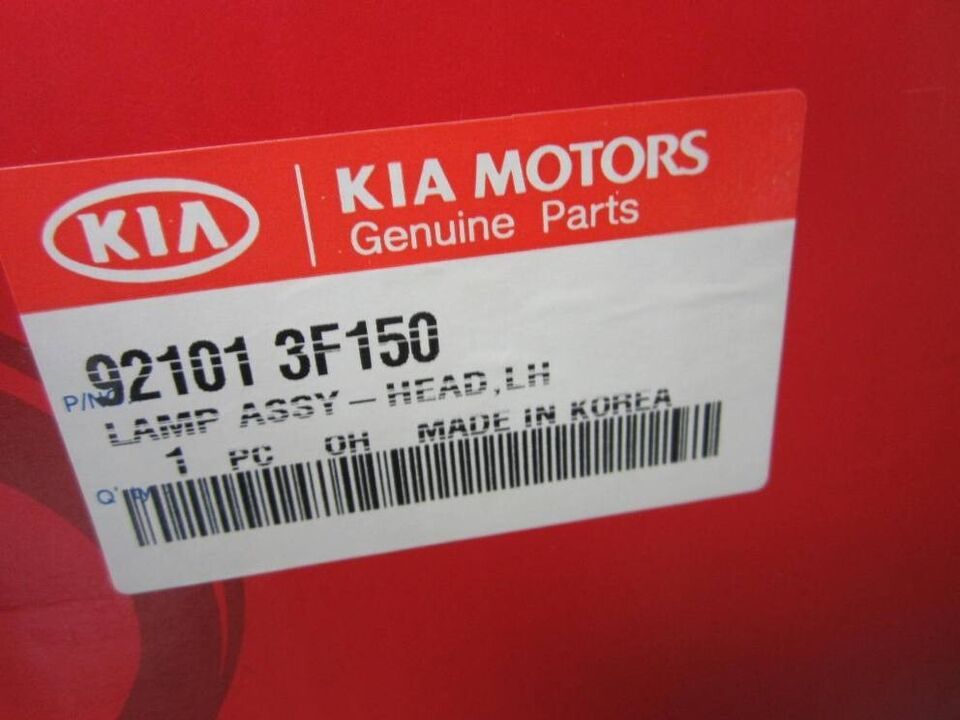 KIA
KIA MOTORS
Genuine Parts
92101 3F150
P/NO.
LAMP ASSY-HEAD,LH
1 PC OH MADE IN KOREA
Q'TY